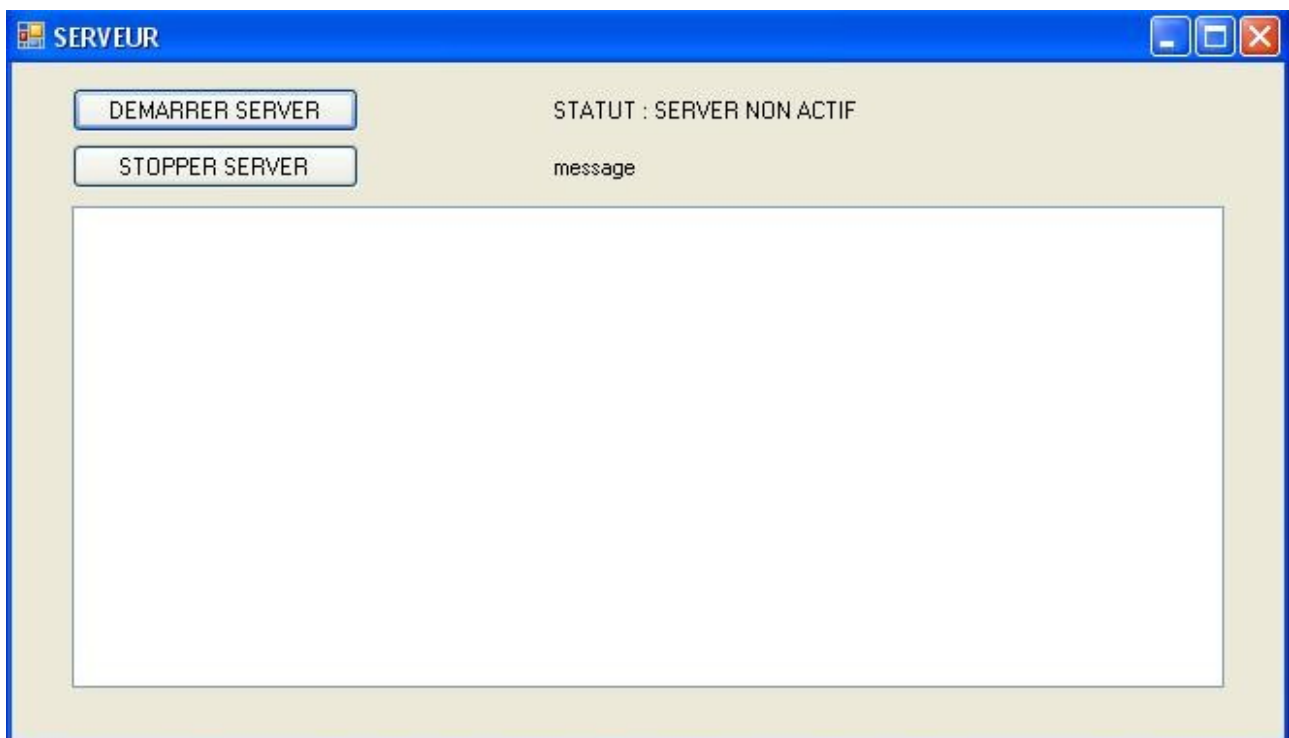 SERVEUR
DEMARRER SERVER
STATUT : SERVER NON ACTIF
STOPPER SERVER
message